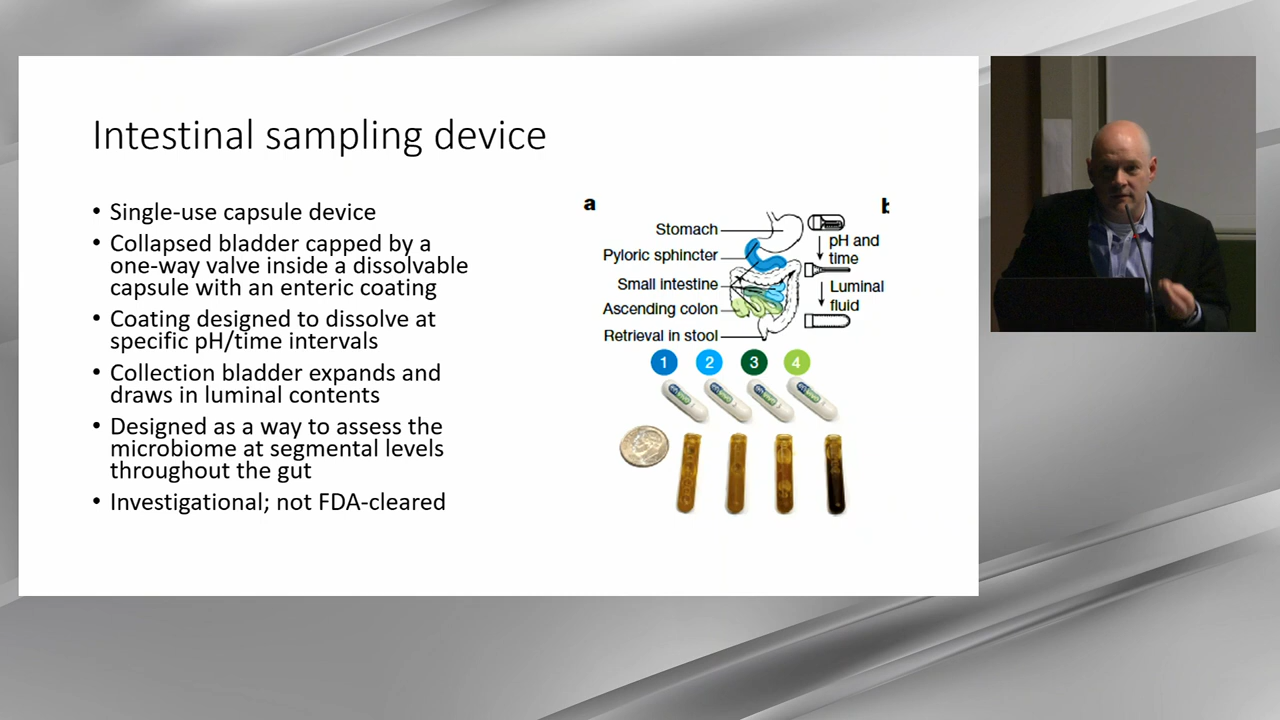 Intestinal sampling device
• Single-use capsule device
• Collapsed bladder capped by a
one-way valve inside a dissolvable
capsule with an enteric coating
• Coating designed to dissolve at
specific pH/time intervals
• Collection bladder expands and
draws in luminal contents
• Designed as a way to assess the
microbiome at segmental levels
throughout the gut
• Investigational; not FDA-cleared
a
b
Stomach
Pyloric sphincter
Small intestine
Ascending colon
Retrieval in stool
pH and
time
Luminal
fluid
1 2 3 4